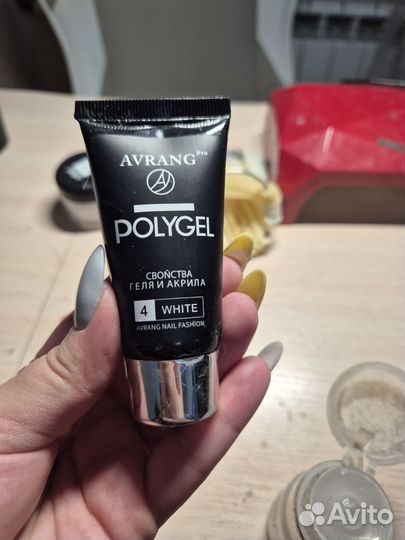 AVRANG Pro
POLYGEL
СВОЙСТВА
ГЕЛЯ И АКРИЛА
4 WHITE
AVRANG NAIL FASHION
Avito